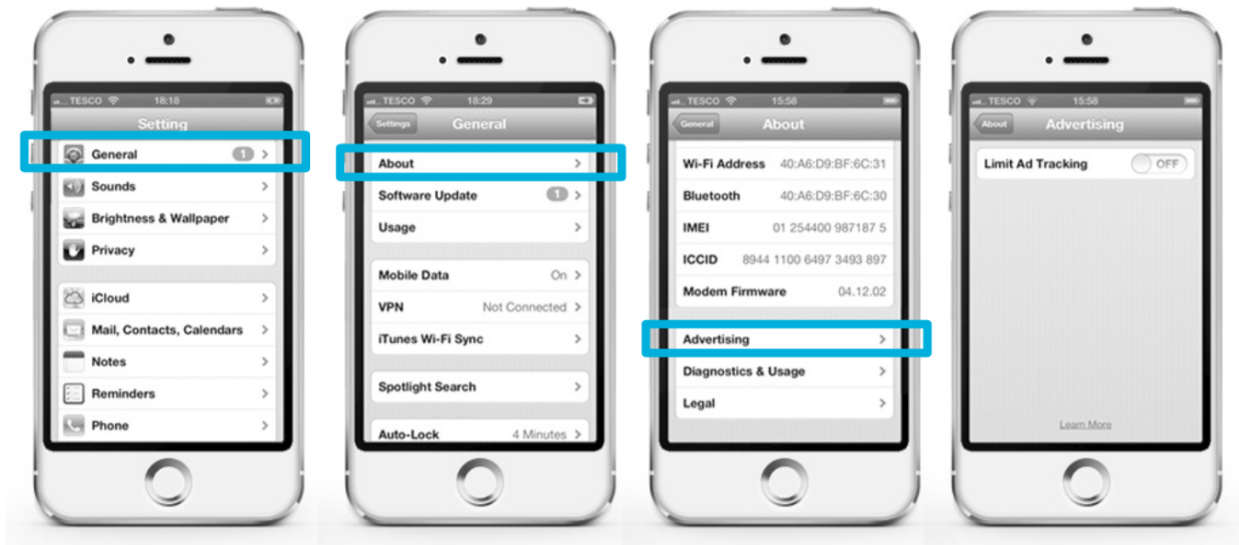 TESCO 18:18
Setting
General 1
Sounds
Brightness & Wallpaper
Privacy
iCloud
Mail, Contacts, Calendars
Notes
Reminders
Phone
TESCO 18:29
Settings General
About
Software Update 1
Usage
Mobile Data On
VPN Not Connected
iTunes Wi-Fi Sync
Spotlight Search
Auto-Lock 4 Minutes
TESCO 15:58
General About
Wi-Fi Address 40:A6:D9:BF:6C:31
Bluetooth 40:A6:D9:BF:6C:30
IMEI 01 254400 987187 5
ICCID 8944 1100 6497 3493 897
Modem Firmware 04.12.02
Advertising
Diagnostics & Usage
Legal
TESCO 15:58
About Advertising
Limit Ad Tracking OFF
Learn More